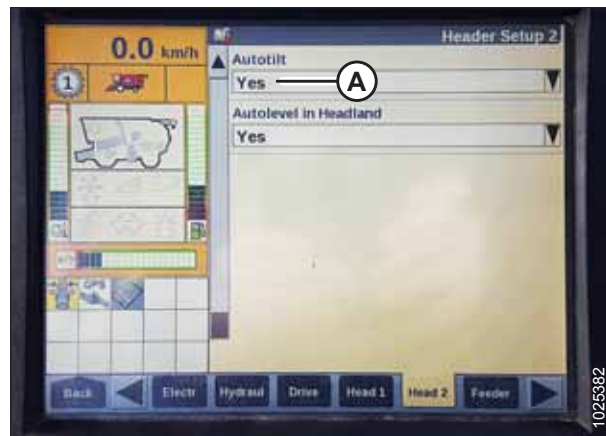 Header Setup 2
0.0 km/h
1
Autotilt
Yes
A
Autolevel in Headland
Yes
Back
Electr
Hydraul
Drive
Head 1
Head 2
Feeder
1025382